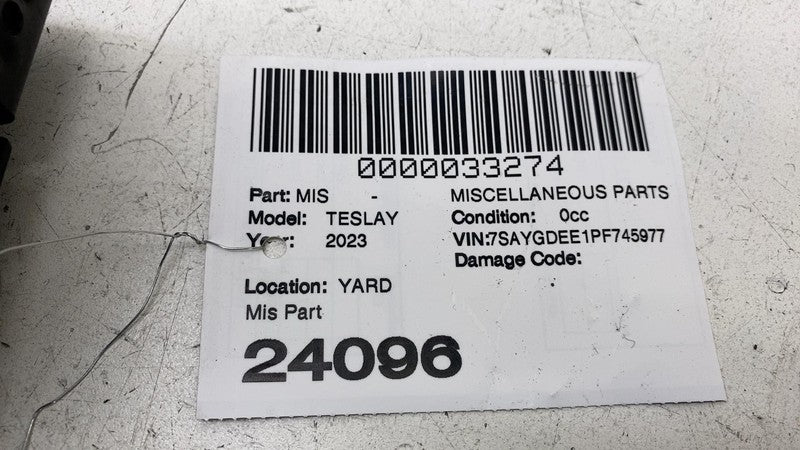 0000033274
Part: MIS - MISCELLANEOUS PARTS
Model: TESLAY Condition: 0cc
Year: 2023 VIN:7SAYGDEE1PF745977
Damage Code:
Location: YARD
Mis Part
24096